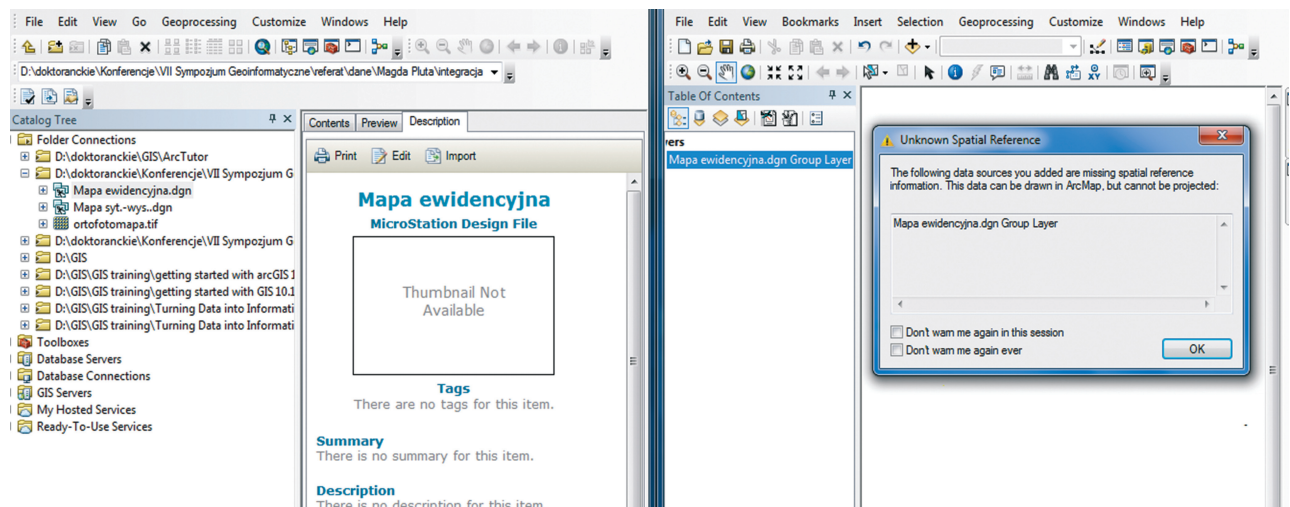 File Edit View Go Geoprocessing Customize Windows Help
D:\doktoranckie\Konferencje\VII Sympozjum Geoinformatyczne\referat\dane\Magda Pluta\integracja
Catalog Tree
Folder Connections
D:\doktoranckie\GIS\ArcTutor
D:\doktoranckie\Konferencje\VII Sympozjum G
Mapa ewidencyjna.dgn
Mapa syt.-wys..dgn
ortofotomapa.tif
D:\doktoranckie\Konferencje\VII Sympozjum G
D:\GIS
D:\GIS\GIS training\getting started with arcGIS 1
D:\GIS\GIS training\getting started with GIS 10.1
D:\GIS\GIS training\Turning Data into Informati
D:\GIS\GIS training\Turning Data into Informati
Toolboxes
Database Servers
Database Connections
GIS Servers
My Hosted Services
Ready-To-Use Services
Contents Preview Description
Print Edit Import
Mapa ewidencyjna
MicroStation Design File
Thumbnail Not
Available
Tags
There are no tags for this item.
Summary
There is no summary for this item.
Description
There is no description for this item
File Edit View Bookmarks Insert Selection Geoprocessing Customize Windows Help
XY
Table Of Contents
ers
Mapa ewidencyjna.dgn Group Layer
Unknown Spatial Reference
The following data sources you added are missing spatial reference
information. This data can be drawn in ArcMap, but cannot be projected:
Mapa ewidencyjna.dgn Group Layer
Don't warn me again in this session
Don't warn me again ever
OK